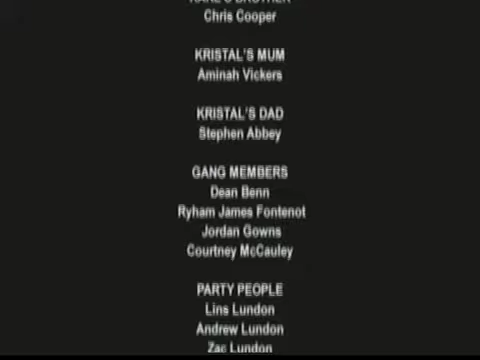 Chris Cooper
KRISTAL'S MUM
Aminah Vickers
KRISTAL'S DAD
Stephen Abbey
GANG MEMBERS
Dean Benn
Ryham James Fontenot
Jordan Gowns
Courtney McCauley
PARTY PEOPLE
Lins Lundon
Andrew Lundon
Zac Lundon